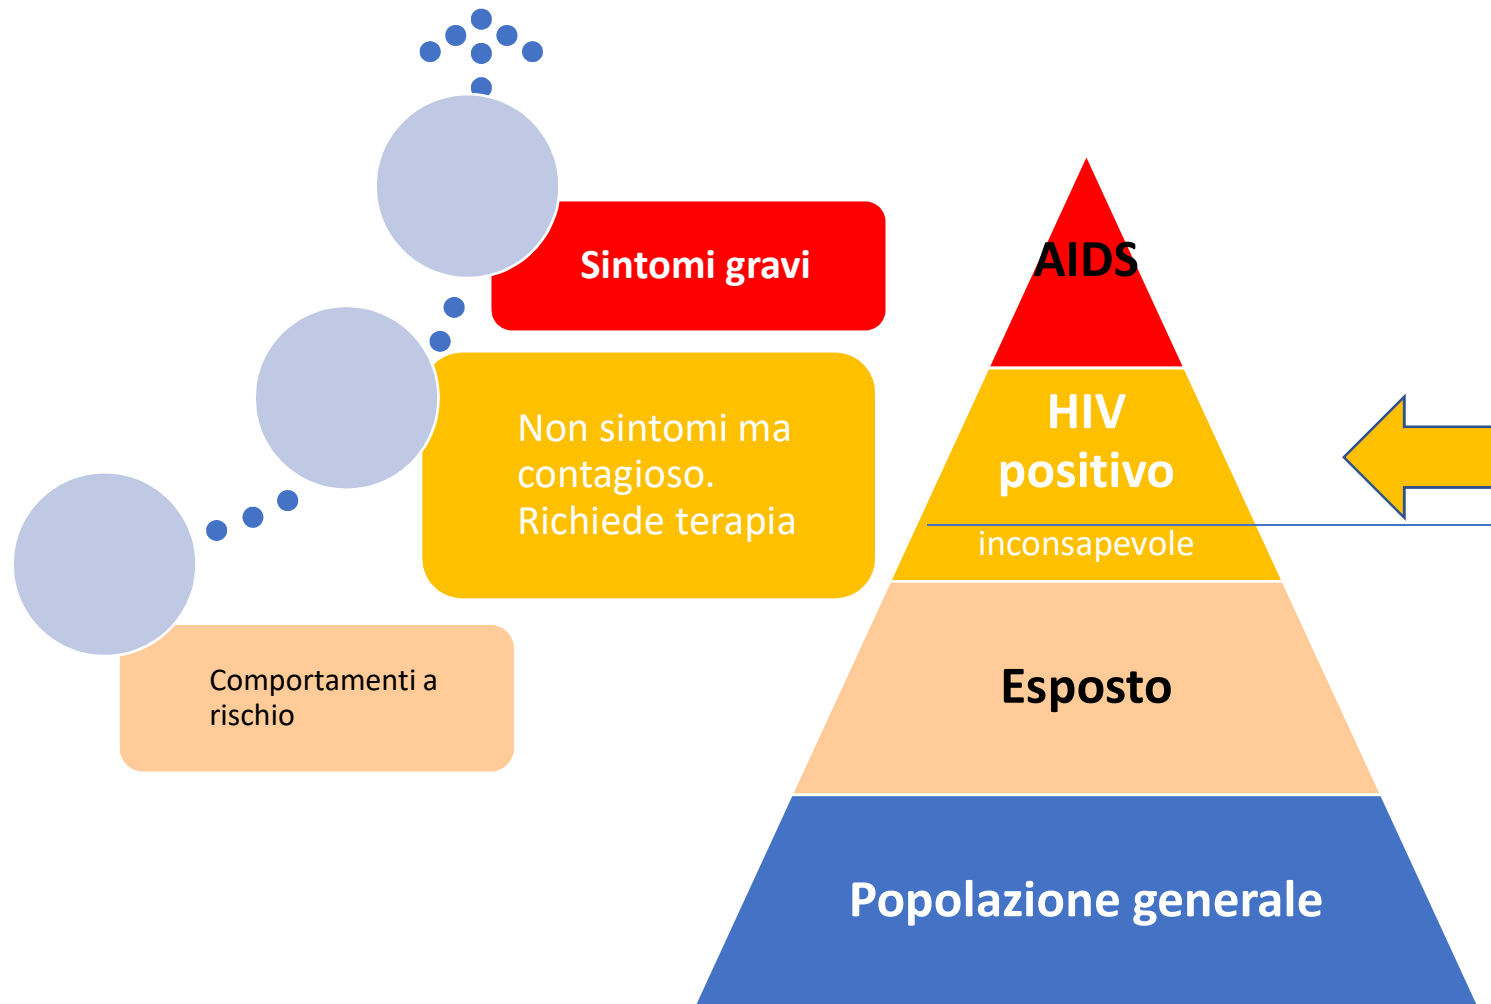 Sintomi gravi
Non sintomi ma
contagioso.
Richiede terapia
Comportamenti a
rischio
AIDS
HIV
positivo
inconsapevole
Esposto
Popolazione generale